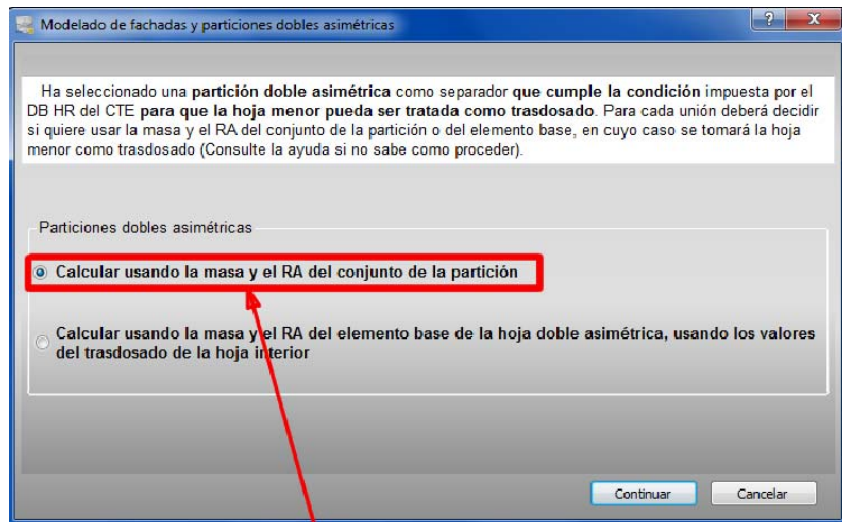 Modelado de fachadas y particiones dobles asimétricas
? X
Ha seleccionado una partición doble asimétrica como separador que cumple la condición impuesta por el
DB HR del CTE para que la hoja menor pueda ser tratada como trasdosado. Para cada unión deberá decidir
si quiere usar la masa y el RA del conjunto de la partición o del elemento base, en cuyo caso se tomará la hoja
menor como trasdosado (Consulte la ayuda si no sabe como proceder).
Particiones dobles asimétricas
Calcular usando la masa y el RA del conjunto de la partición
Calcular usando la masa y el RA del elemento base de la hoja doble asimétrica, usando los valores
del trasdosado de la hoja interior
Continuar Cancelar